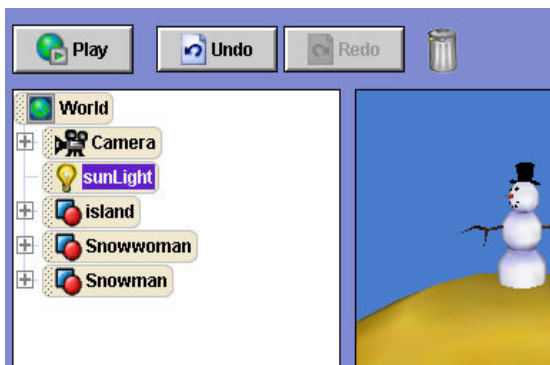 Play Undo Redo
World
Camera
sunLight
island
Snowwoman
Snowman